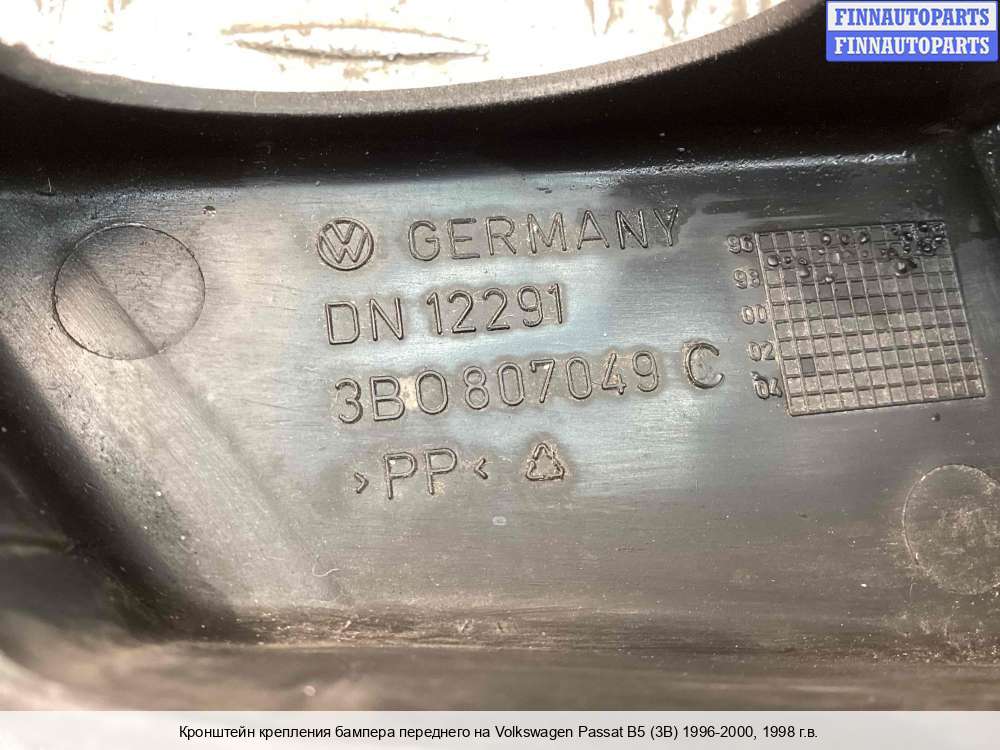 FINNAUTOPARTS
FINNAUTOPARTS
GERMANY
DN 12291
3B0807049 C
>PP<
96
98
00
02
04
Кронштейн крепления бампера переднего на Volkswagen Passat B5 (3B) 1996-2000, 1998 г.в.